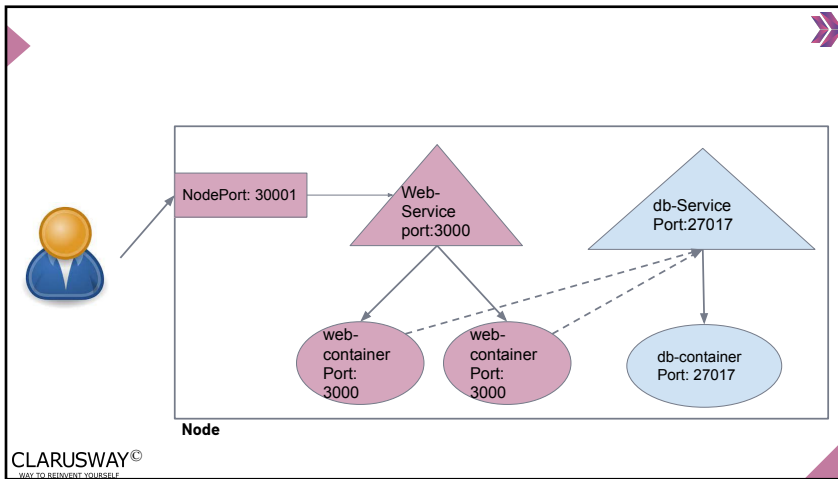 NodePort: 30001
Web-
Service
port:3000
db-Service
Port:27017
web-
container
Port:
3000
web-
container
Port:
3000
db-container
Port: 27017
Node
CLARUSWAY©
WAY TO REINVENT YOURSELF